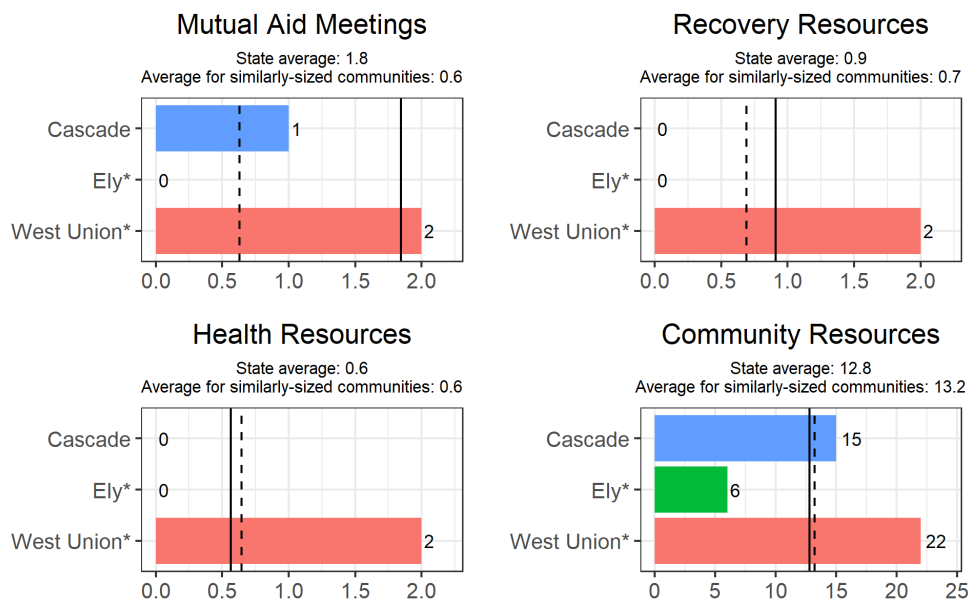 Mutual Aid Meetings
State average: 1.8
Average for similarly-sized communities: 0.6
Cascade
1
Ely*
0
West Union*
2
0.0 0.5 1.0 1.5 2.0
Recovery Resources
State average: 0.9
Average for similarly-sized communities: 0.7
Cascade
0
Ely*
0
West Union*
2
0.0 0.5 1.0 1.5 2.0
Health Resources
State average: 0.6
Average for similarly-sized communities: 0.6
Cascade
0
Ely*
0
West Union*
2
0.0 0.5 1.0 1.5 2.0
Community Resources
State average: 12.8
Average for similarly-sized communities: 13.2
Cascade
15
Ely*
6
West Union*
22
0 5 10 15 20 25